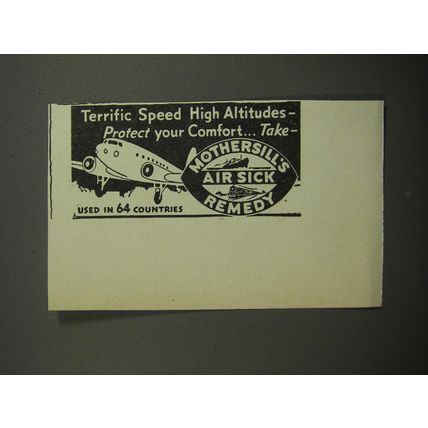 Terrific Speed High Altitudes-
Protect your Comfort... Take-
MOTHERSILL'S
AIR SICK
REMEDY
USED IN 64 COUNTRIES